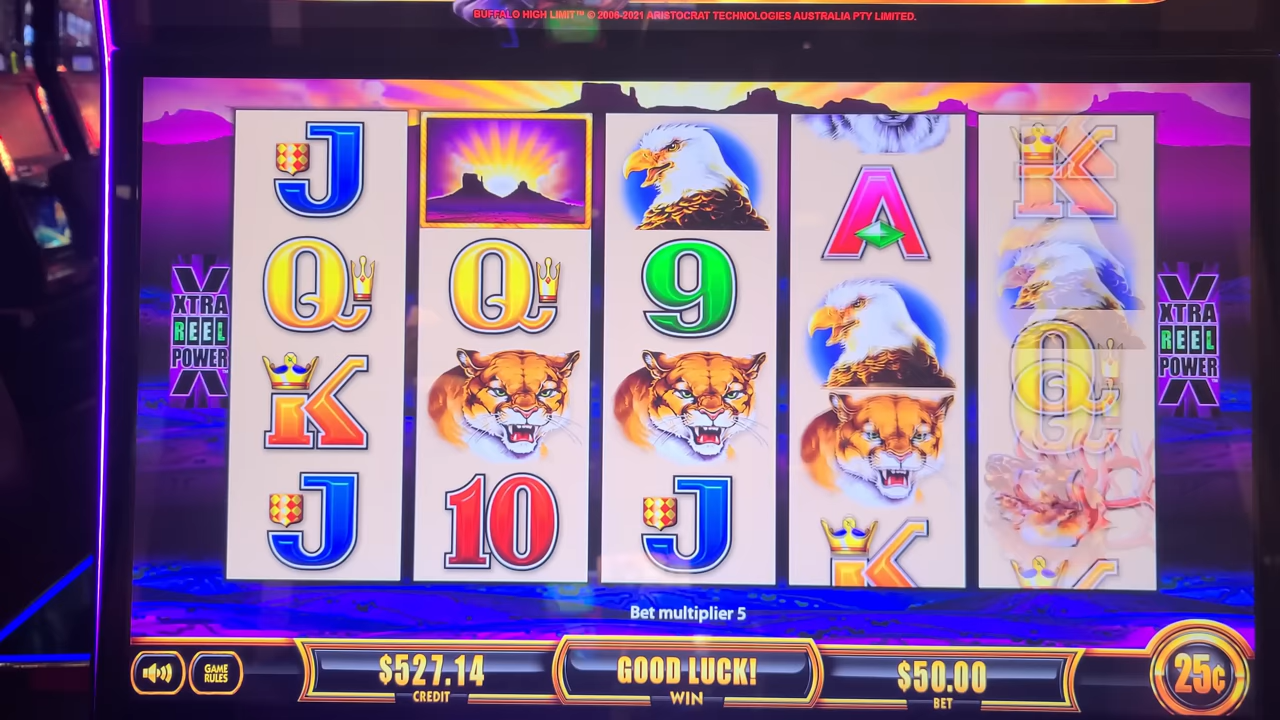 BUFFALO HIGH LIMIT™ © 2006-2021 ARISTOCRAT TECHNOLOGIES AUSTRALIA PTY LIMITED.
J
A
K
Q
Q
9
XTRA
REEL
POWER
XTRA
REEL
POWER
Q
K
J
10
J
K
K
Bet multiplier 5
GAME
RULES
$527.14
CREDIT
GOOD LUCK!
WIN
$50.00
BET
25¢